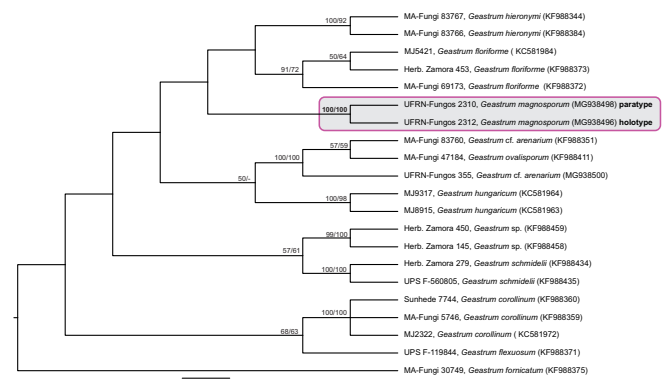 100/92
MA-Fungi 83767, Geastrum hieronymi (KF988344)
MA-Fungi 83766, Geastrum hieronymi (KF988384)
50/64
MJ5421, Geastrum floriforme ( KC581984)
91/72
Herb. Zamora 453, Geastrum floriforme (KF988373)
MA-Fungi 69173, Geastrum floriforme (KF988372)
100/100
UFRN-Fungos 2310, Geastrum magnosporum (MG938498) paratype
UFRN-Fungos 2312, Geastrum magnosporum (MG938496) holotype
57/59
MA-Fungi 83760, Geastrum cf. arenarium (KF988351)
100/100
MA-Fungi 47184, Geastrum ovalisporum (KF988411)
50/-
UFRN-Fungos 355, Geastrum cf. arenarium (MG938500)
100/98
MJ9317, Geastrum hungaricum (KC581964)
MJ8915, Geastrum hungaricum (KC581963)
99/100
Herb. Zamora 450, Geastrum sp. (KF988459)
57/61
Herb. Zamora 145, Geastrum sp. (KF988458)
100/100
Herb. Zamora 279, Geastrum schmidelii (KF988434)
UPS F-560805, Geastrum schmidelii (KF988435)
Sunhede 7744, Geastrum corollinum (KF988360)
100/100
MA-Fungi 5746, Geastrum corollinum (KF988359)
68/63
MJ2322, Geastrum corollinum ( KC581972)
UPS F-119844, Geastrum flexuosum (KF988371)
MA-Fungi 30749, Geastrum fornicatum (KF988375)